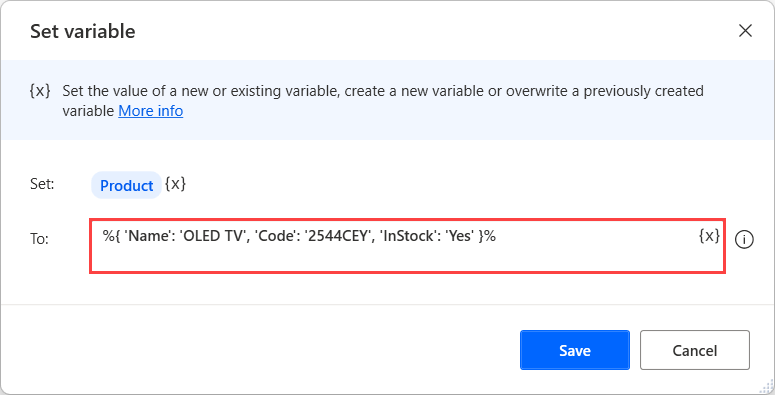 Set variable
{x} Set the value of a new or existing variable, create a new variable or overwrite a previously created
variable More info
Set: Product {x}
To: %{ 'Name': 'OLED TV', 'Code': '2544CEY', 'InStock': 'Yes' }% {x}
Save Cancel